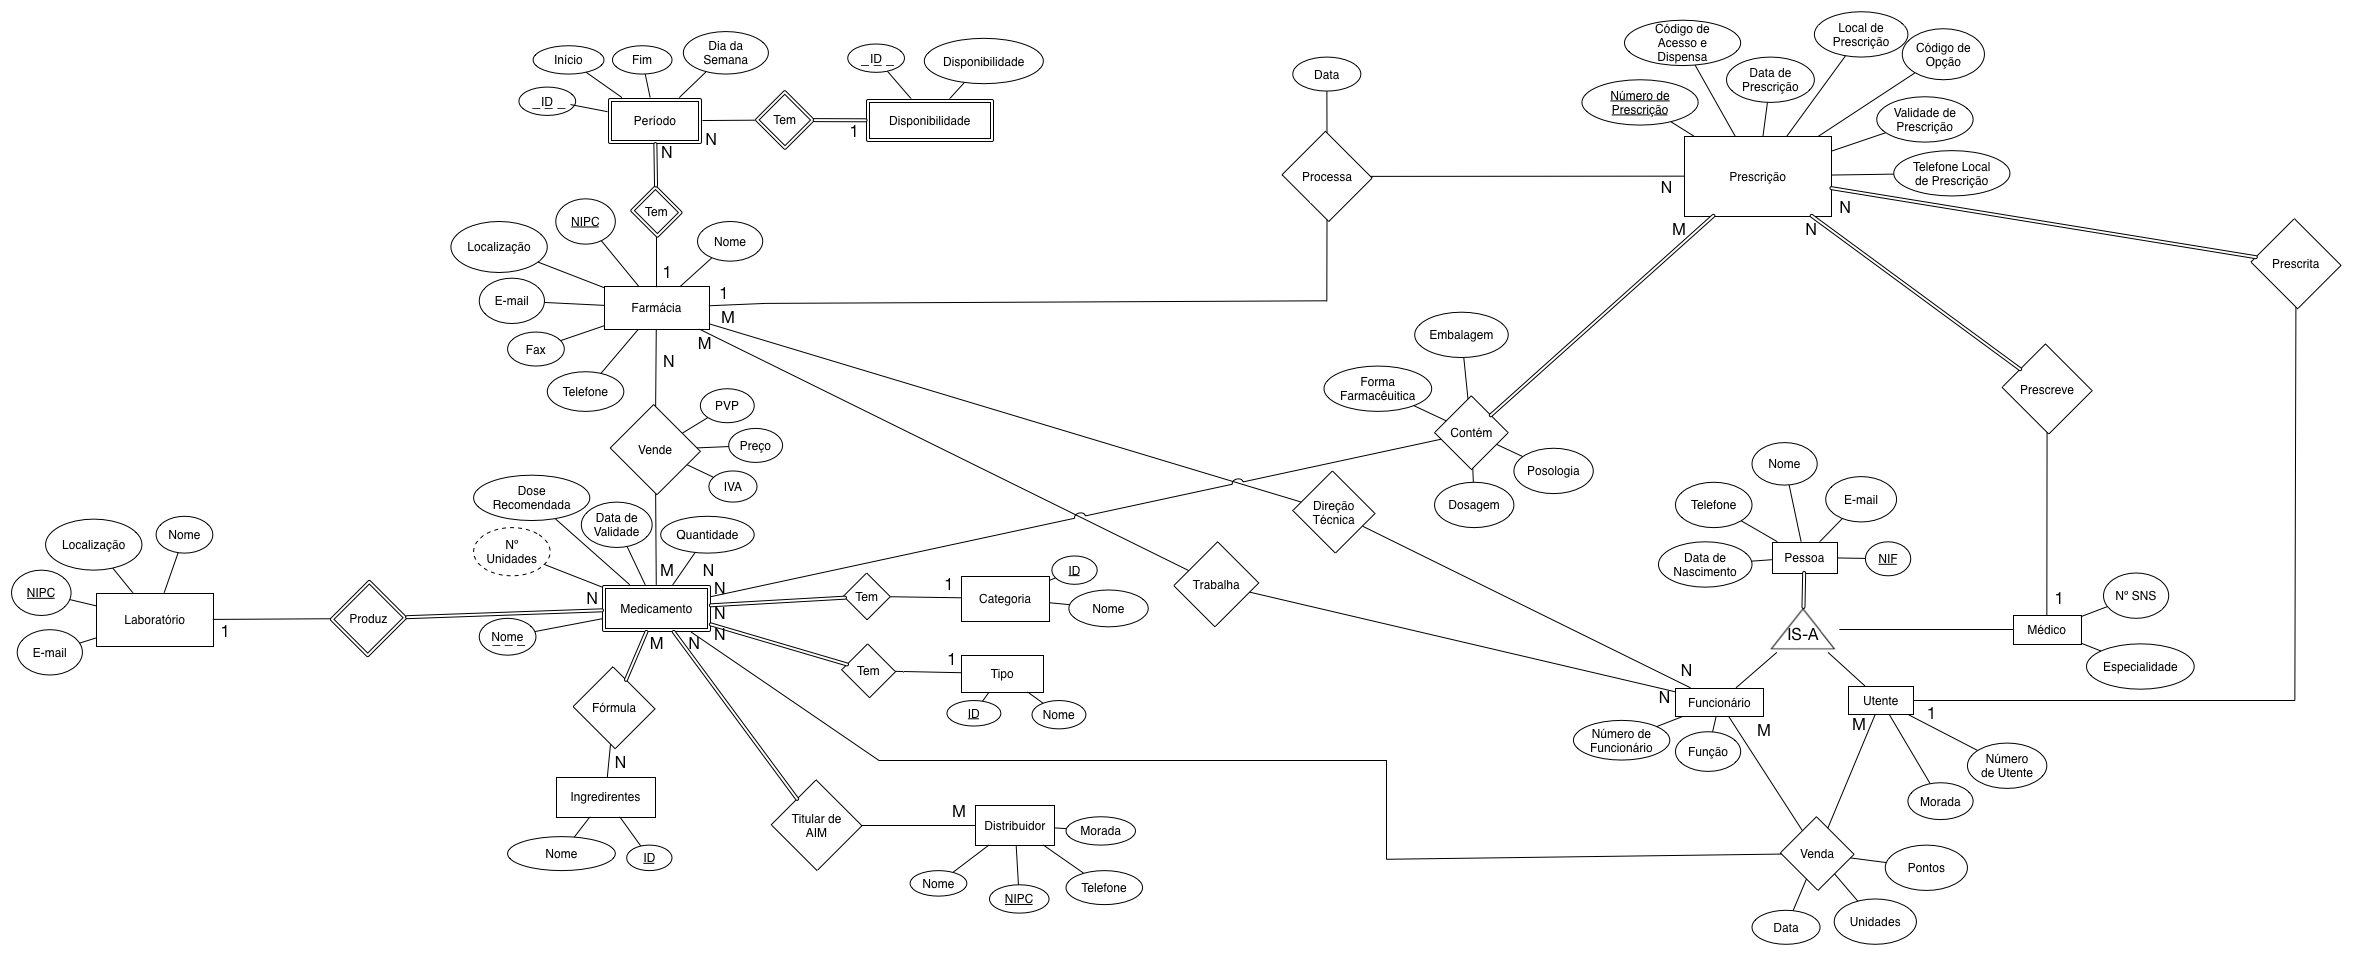 Início
Fim
Dia da
Semana
_ ID _
Período
N
N
Tem
1
_ ID _
Disponibilidade
Disponibilidade
Tem
1
Localização
NIPC
Nome
E-mail
Fax
Telefone
Farmácia
1
M
M
N
Data
Processa
N
Código de
Acesso e
Dispensa
Local de
Prescrição
Código de
Opção
Data de
Prescrição
Número de
Prescrição
Validade de
Prescrição
Telefone Local
de Prescrição
Prescrição
N
M
N
Prescrita
Prescreve
1
Embalagem
Forma
Farmacêuitica
Contém
Posologia
Dosagem
Vende
PVP
Preço
IVA
Dose
Recomendada
Data de
Validade
Quantidade
Nº
Unidades
M
N
N
N
N
N
M
N
Medicamento
Nome
Localização
Nome
NIPC
E-mail
Laboratório
1
Produz
Tem
1
Categoria
ID
Nome
Tem
1
Tipo
ID
Nome
Direção
Técnica
Trabalha
Fórmula
N
Ingredirentes
Nome
ID
Titular de
AIM
M
Distribuidor
Morada
Nome
NIPC
Telefone
Nome
Telefone
E-mail
Data de
Nascimento
Pessoa
NIF
IS-A
Médico
Nº SNS
Especialidade
N
N
Funcionário
M
Número de
Funcionário
Função
Utente
M
1
Número
de Utente
Morada
Venda
Pontos
Data
Unidades